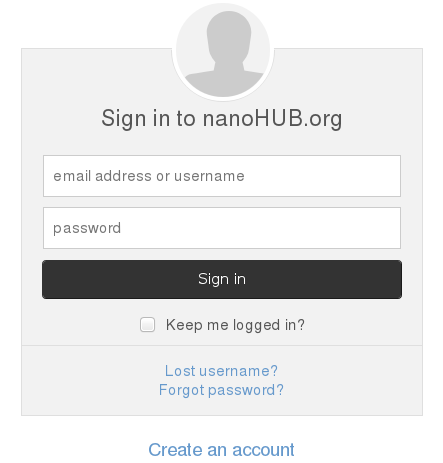 Sign in to nanoHUB.org
email address or username
password
Sign in
Keep me logged in?
Lost username?
Forgot password?
Create an account